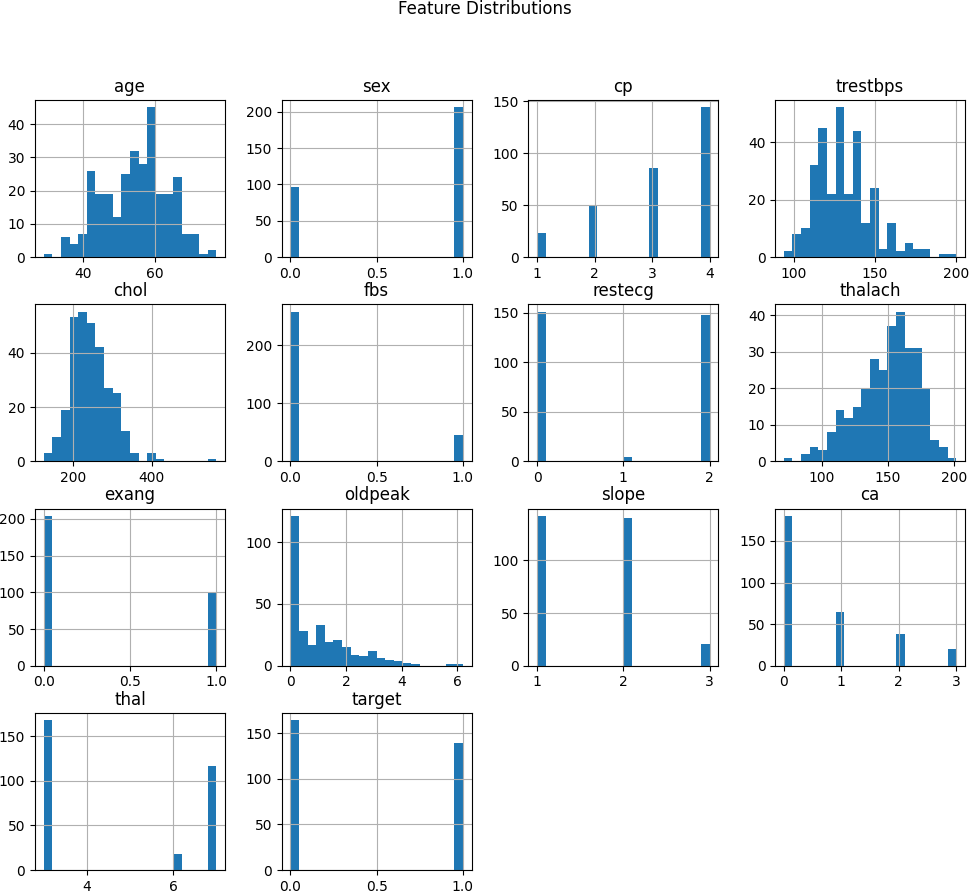 Feature Distributions
age sex cp trestbps
40 30 20 10 0
40 60
200 150 100 50 0
0.0 0.5 1.0
150 100 50 0
1 2 3 4
40 20 0
100 150 200
chol fbs restecg thalach
40 20 0
200 400
200 100 0
0.0 0.5 1.0
150 100 50 0
0 1 2
40 30 20 10 0
100 150 200
exang oldpeak slope ca
200 150 100 50 0
0.0 0.5 1.0
100 50 0
0 2 4 6
100 50 0
1 2 3
150 100 50 0
0 1 2 3
thal target
150 100 50 0
4 6
150 100 50 0
0.0 0.5 1.0